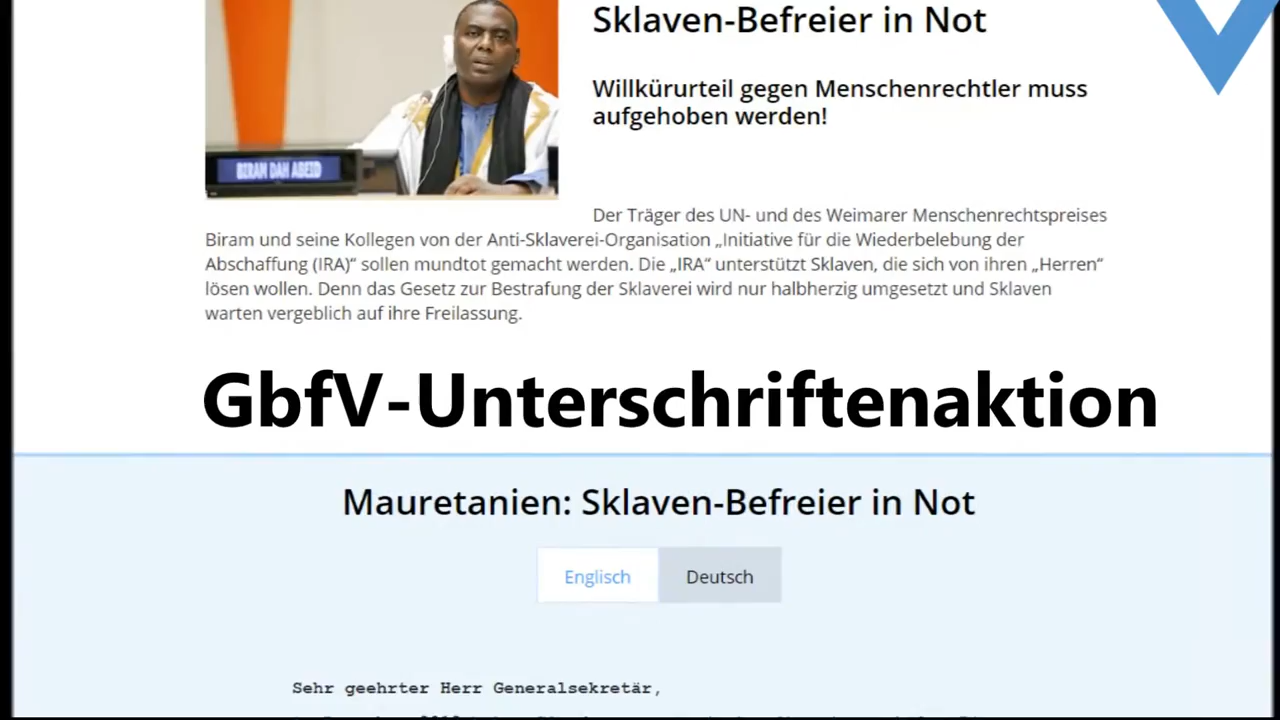 Sklaven-Befreier in Not
Willkürurteil gegen Menschenrechtler muss
aufgehoben werden!
BIRAM DAH ABEID
Der Träger des UN- und des Weimarer Menschenrechtspreises
Biram und seine Kollegen von der Anti-Sklaverei-Organisation „Initiative für die Wiederbelebung der
Abschaffung (IRA)“ sollen mundtot gemacht werden. Die „IRA“ unterstützt Sklaven, die sich von ihren „Herren“
lösen wollen. Denn das Gesetz zur Bestrafung der Sklaverei wird nur halbherzig umgesetzt und Sklaven
warten vergeblich auf ihre Freilassung.
GbfV-Unterschriftenaktion
Mauretanien: Sklaven-Befreier in Not
Englisch Deutsch
Sehr geehrter Herr Generalsekretär,